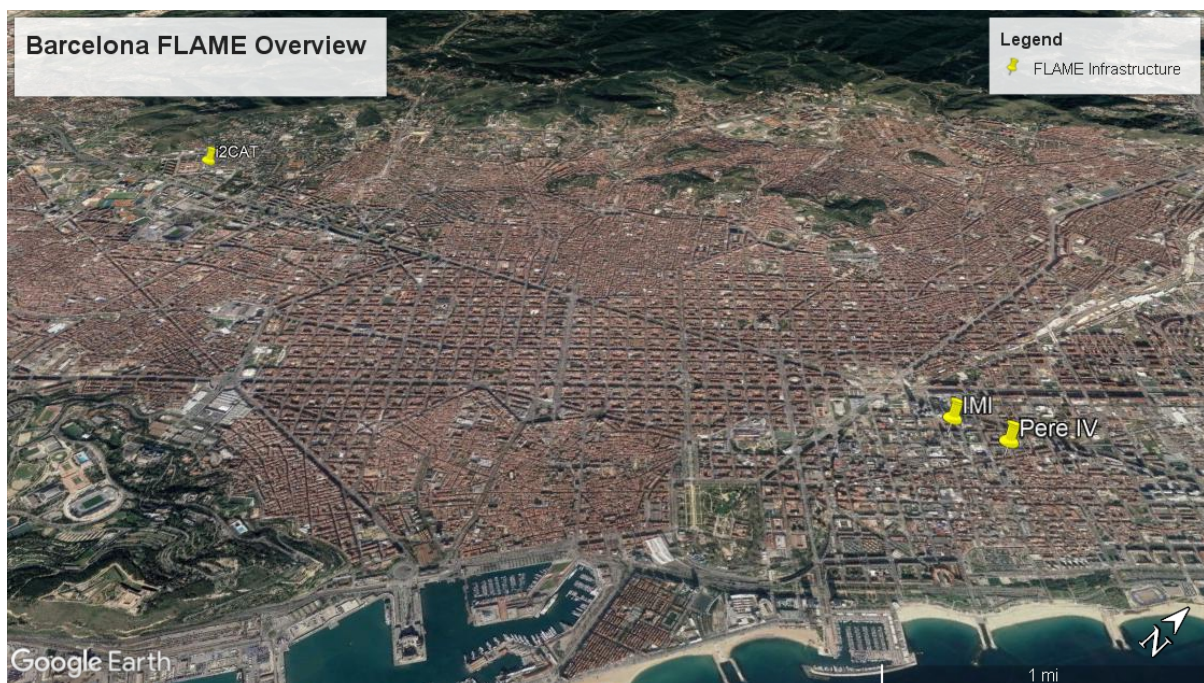 Barcelona FLAME Overview
Legend
FLAME Infrastructure
i2CAT
IMI
Pere IV
N
Google Earth
1 mi